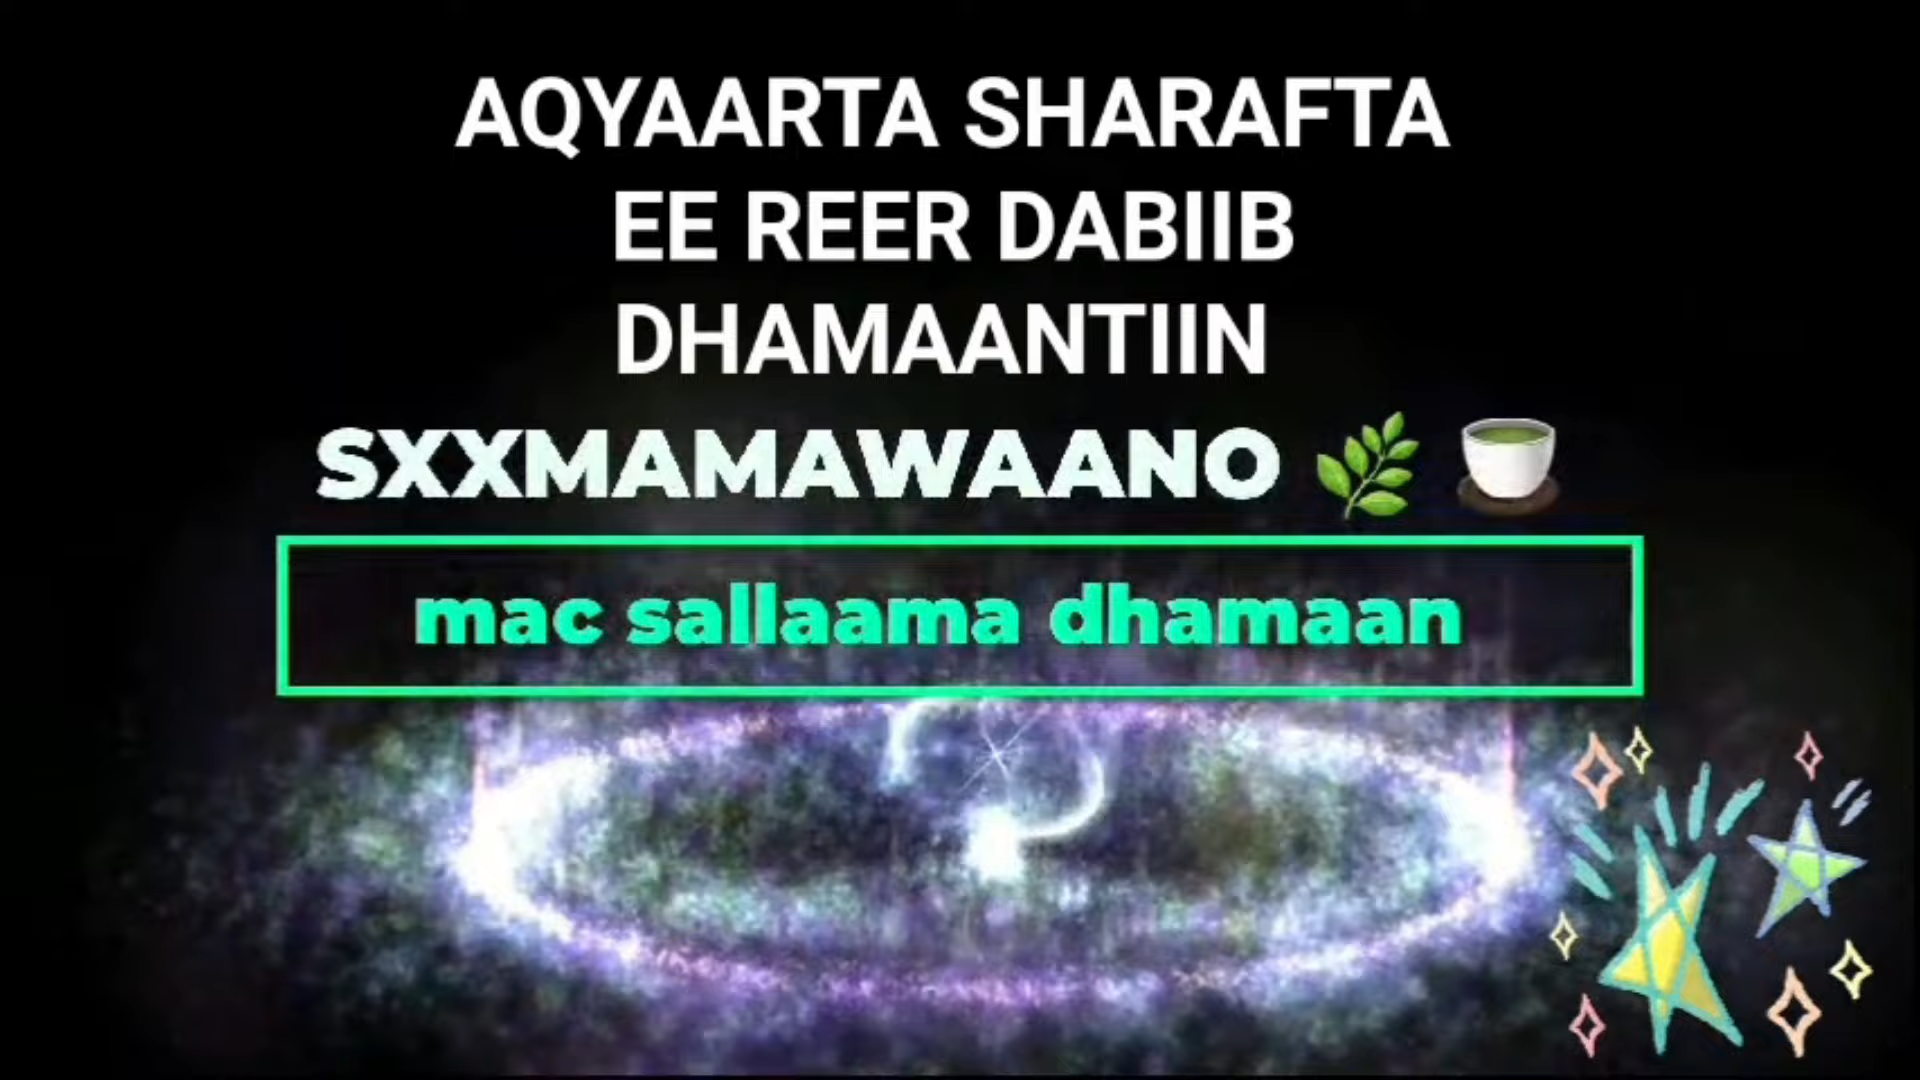 AQYAARTA SHARAFTA
EE REER DABIIB
DHAMAANTIIN
SXXMAMAWAANO 🌿 🍵
mac sallaama dhamaan